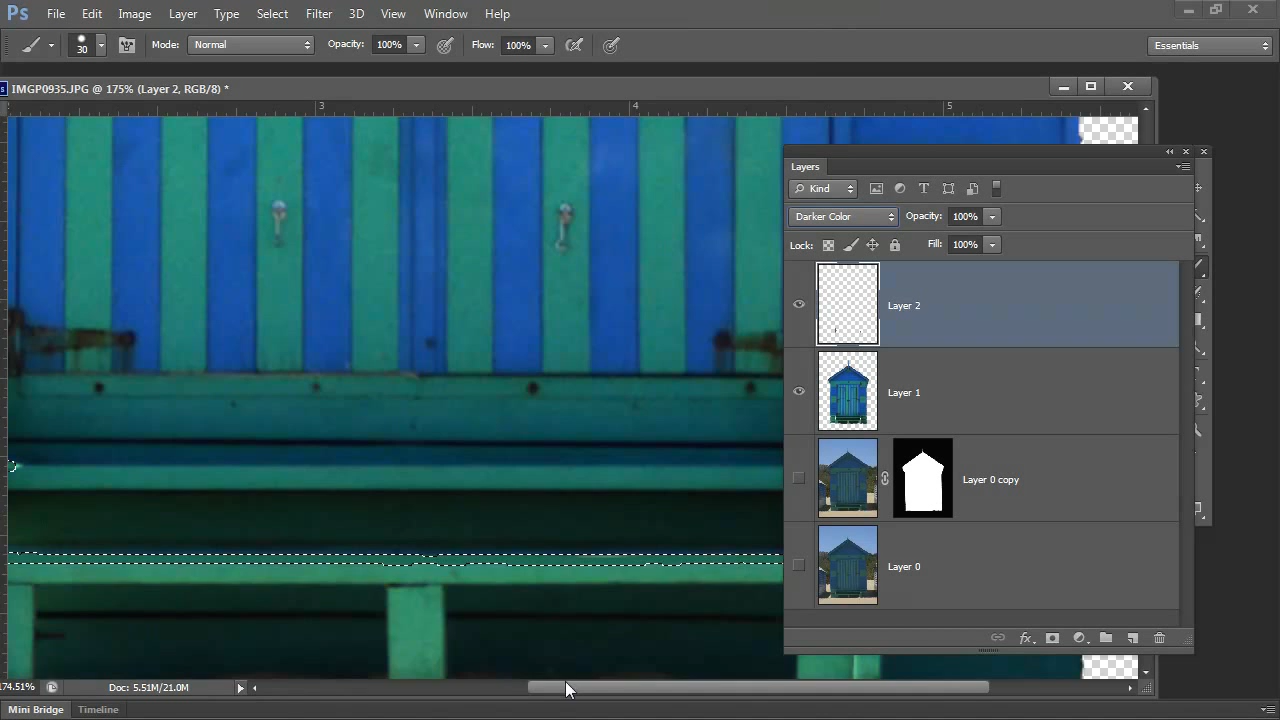 Ps File Edit Image Layer Type Select Filter 3D View Window Help
30 Mode: Normal Opacity: 100% Flow: 100% Essentials
IMGP0935.JPG @ 175% (Layer 2, RGB/8) *
3 4 5
Layers
Kind
Darker Color Opacity: 100%
Lock: Fill: 100%
Layer 2
Layer 1
Layer 0 copy
Layer 0
fx
174.51% Doc: 5.51M/21.0M
Mini Bridge Timeline